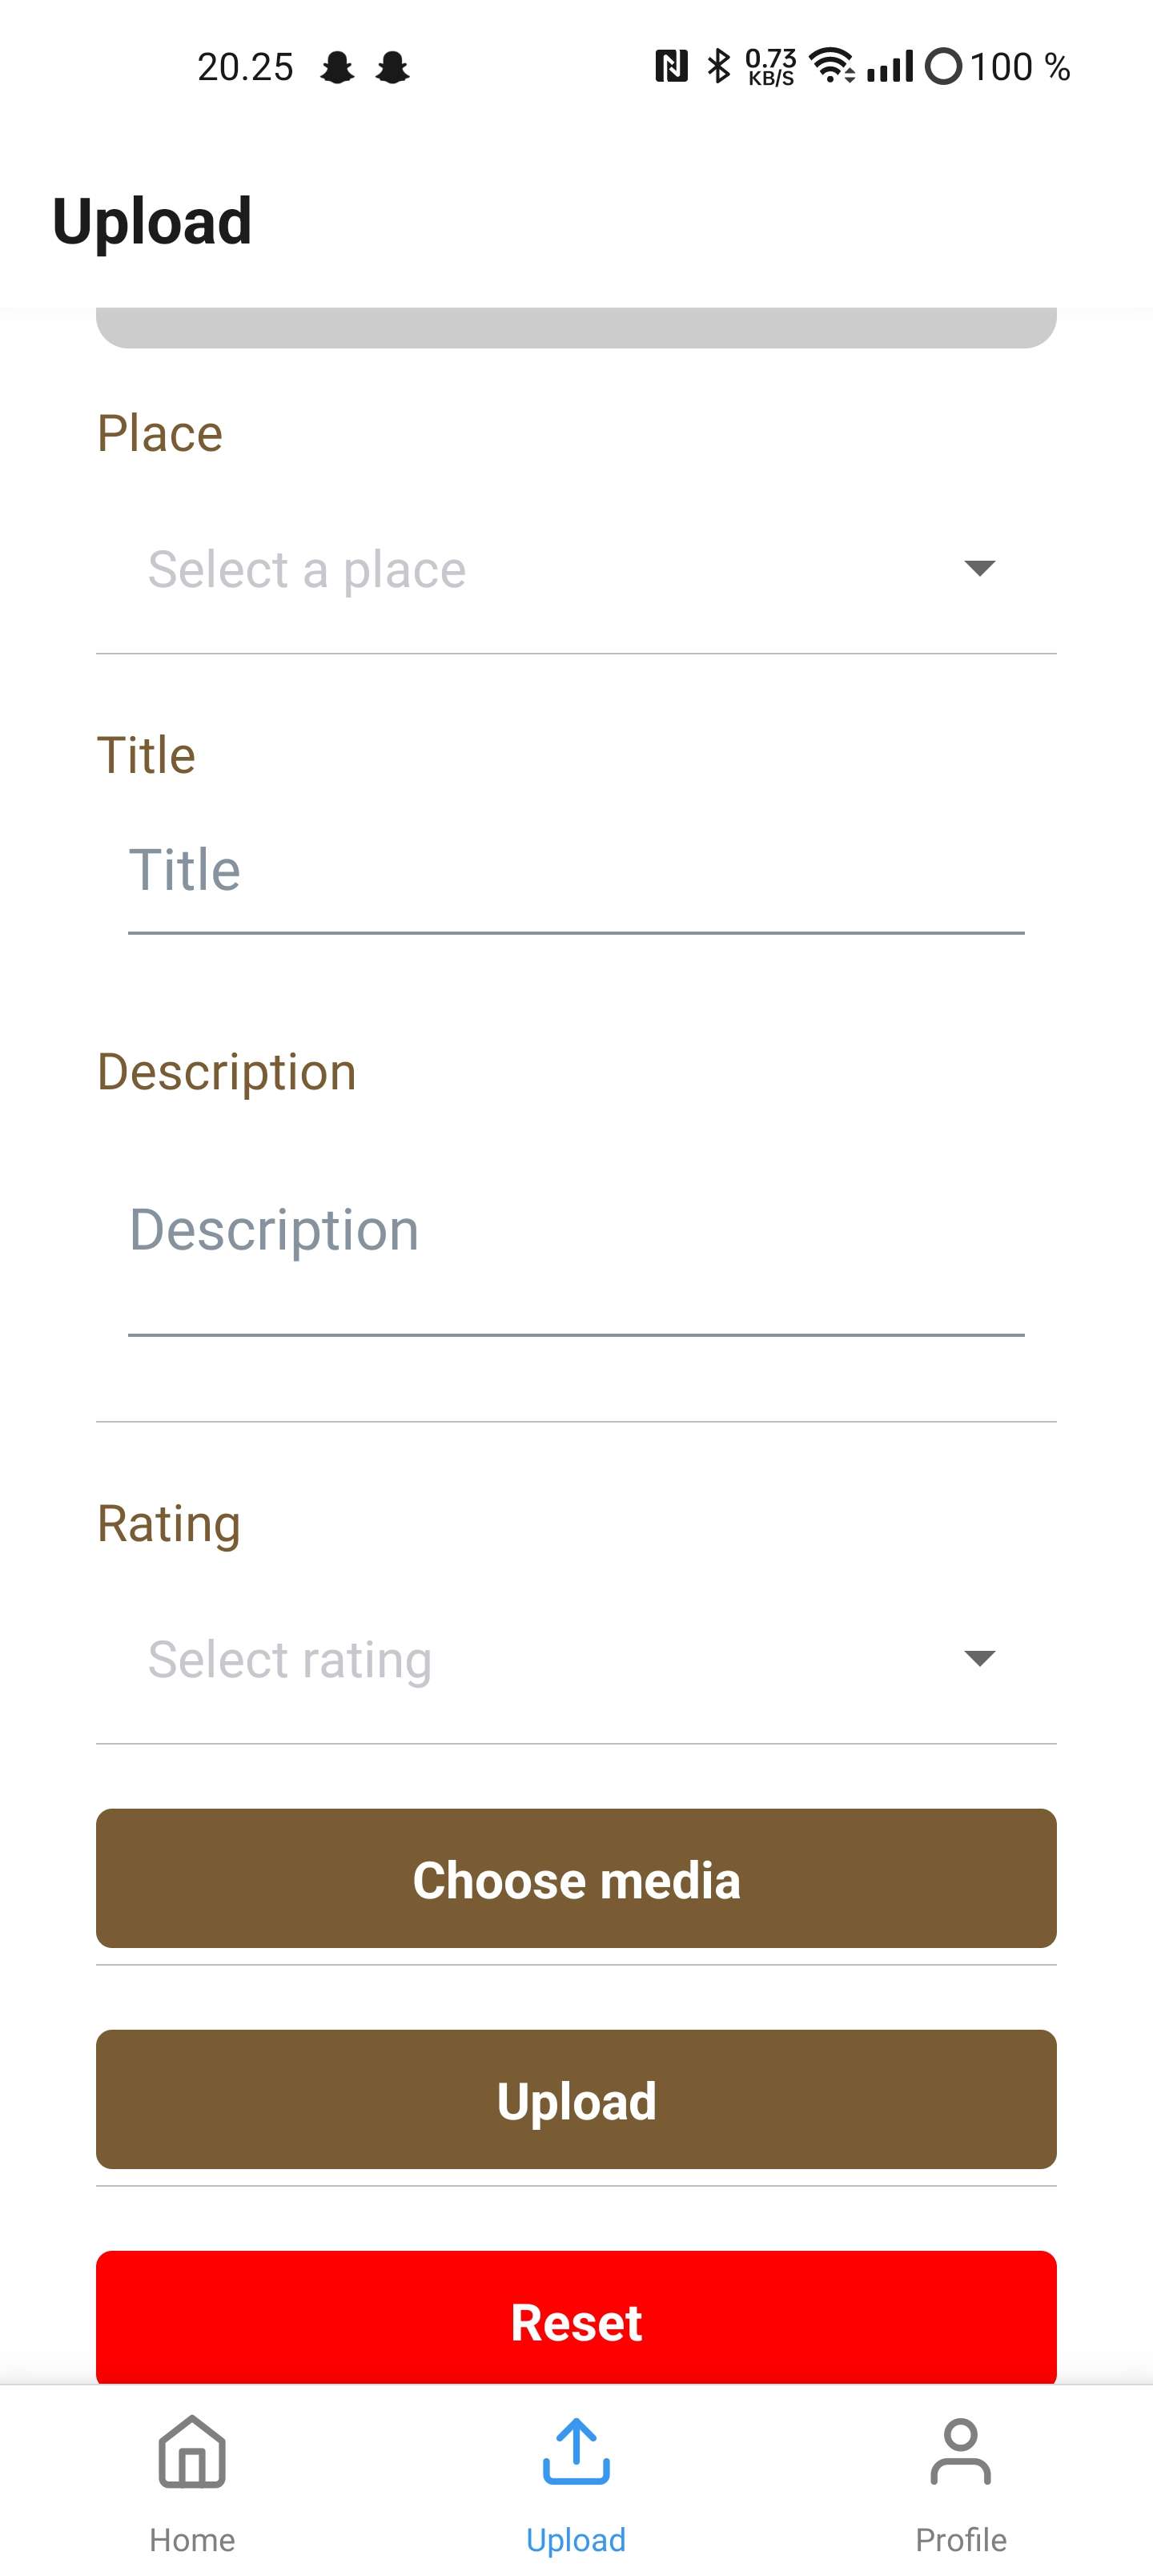 20.25
0.73
KB/S
100 %
Upload
Place
Select a place
Title
Title
Description
Description
Rating
Select rating
Choose media
Upload
Reset
Home
Upload
Profile